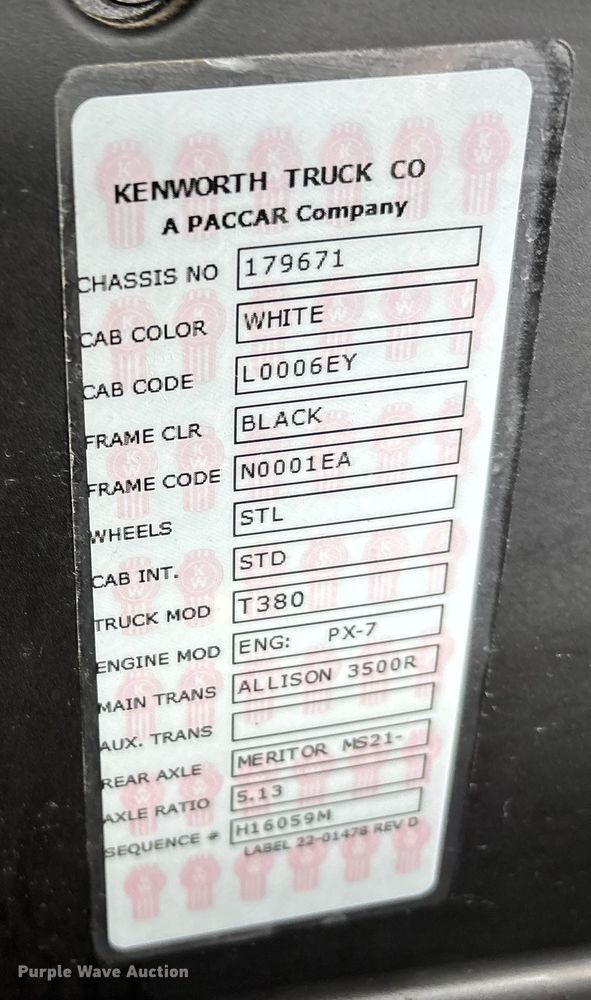 KENWORTH TRUCK CO
A PACCAR Company
CHASSIS NO 179671
CAB COLOR WHITE
CAB CODE L0006EY
FRAME CLR BLACK
FRAME CODE N0001EA
WHEELS STL
CAB INT. STD
TRUCK MOD T380
ENGINE MOD ENG: PX-7
MAIN TRANS ALLISON 3500R
AUX. TRANS
REAR AXLE MERITOR MS21-
AXLE RATIO 5.13
SEQUENCE # H16059M
LABEL 22-01478 REV D
Purple Wave Auction